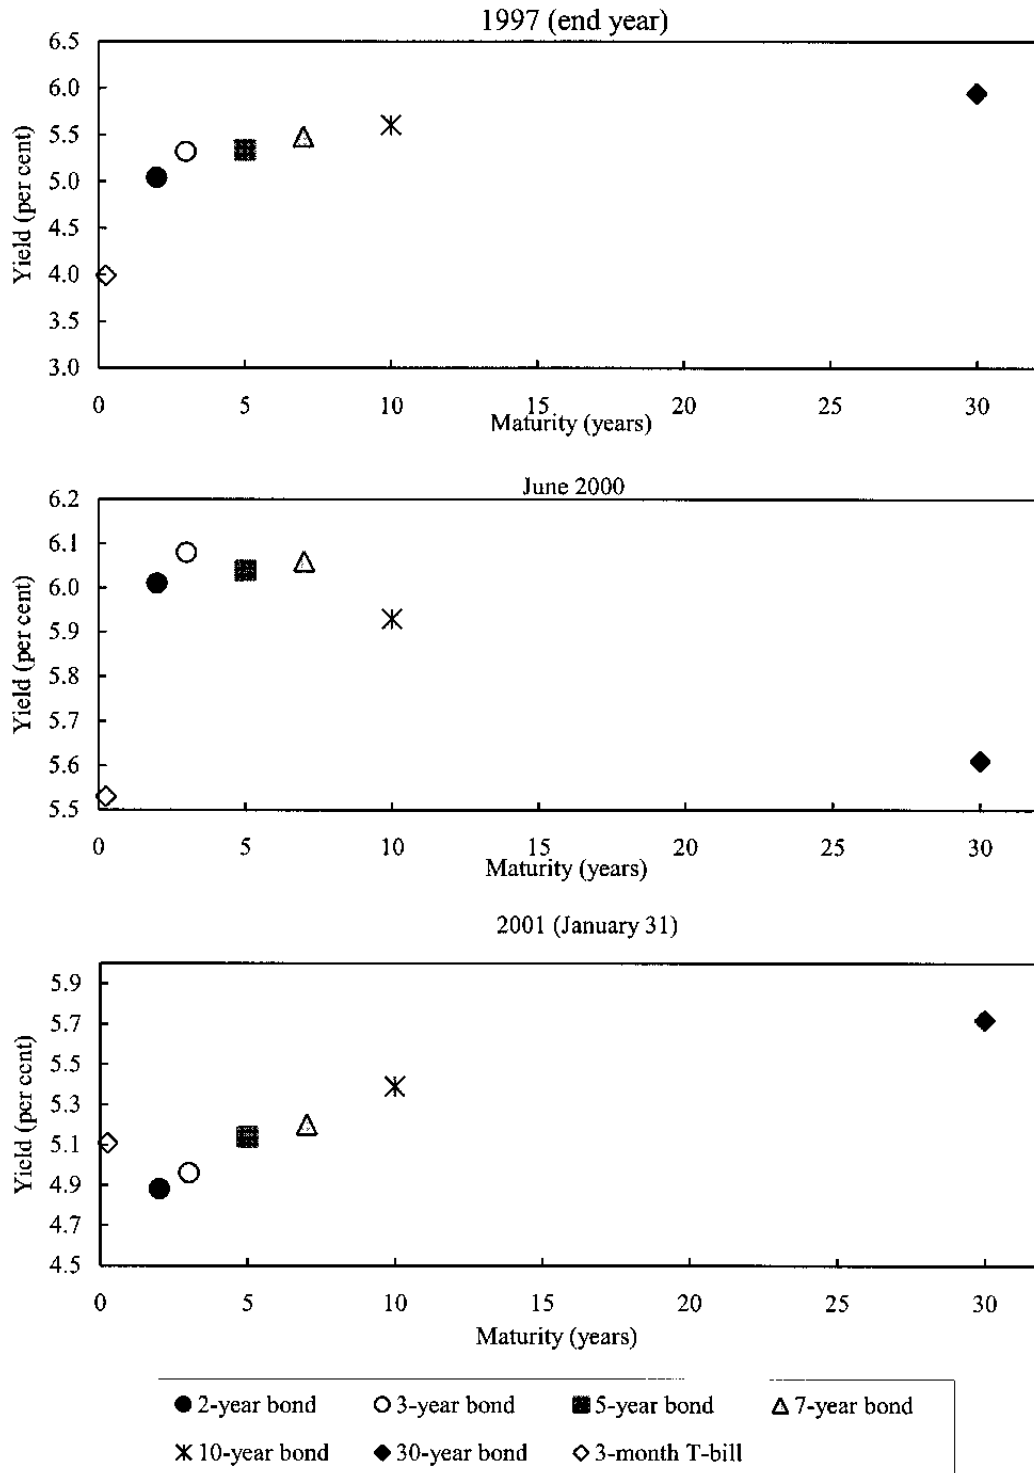 1997 (end year)
6.5
6.0
5.5
5.0
4.5
4.0
3.5
3.0
Yield (per cent)
0 5 10 15 20 25 30
Maturity (years)
June 2000
6.2
6.1
6.0
5.9
5.8
5.7
5.6
5.5
Yield (per cent)
0 5 10 15 20 25 30
Maturity (years)
2001 (January 31)
5.9
5.7
5.5
5.3
5.1
4.9
4.7
4.5
Yield (per cent)
0 5 10 15 20 25 30
Maturity (years)
2-year bond 3-year bond 5-year bond 7-year bond
10-year bond 30-year bond 3-month T-bill